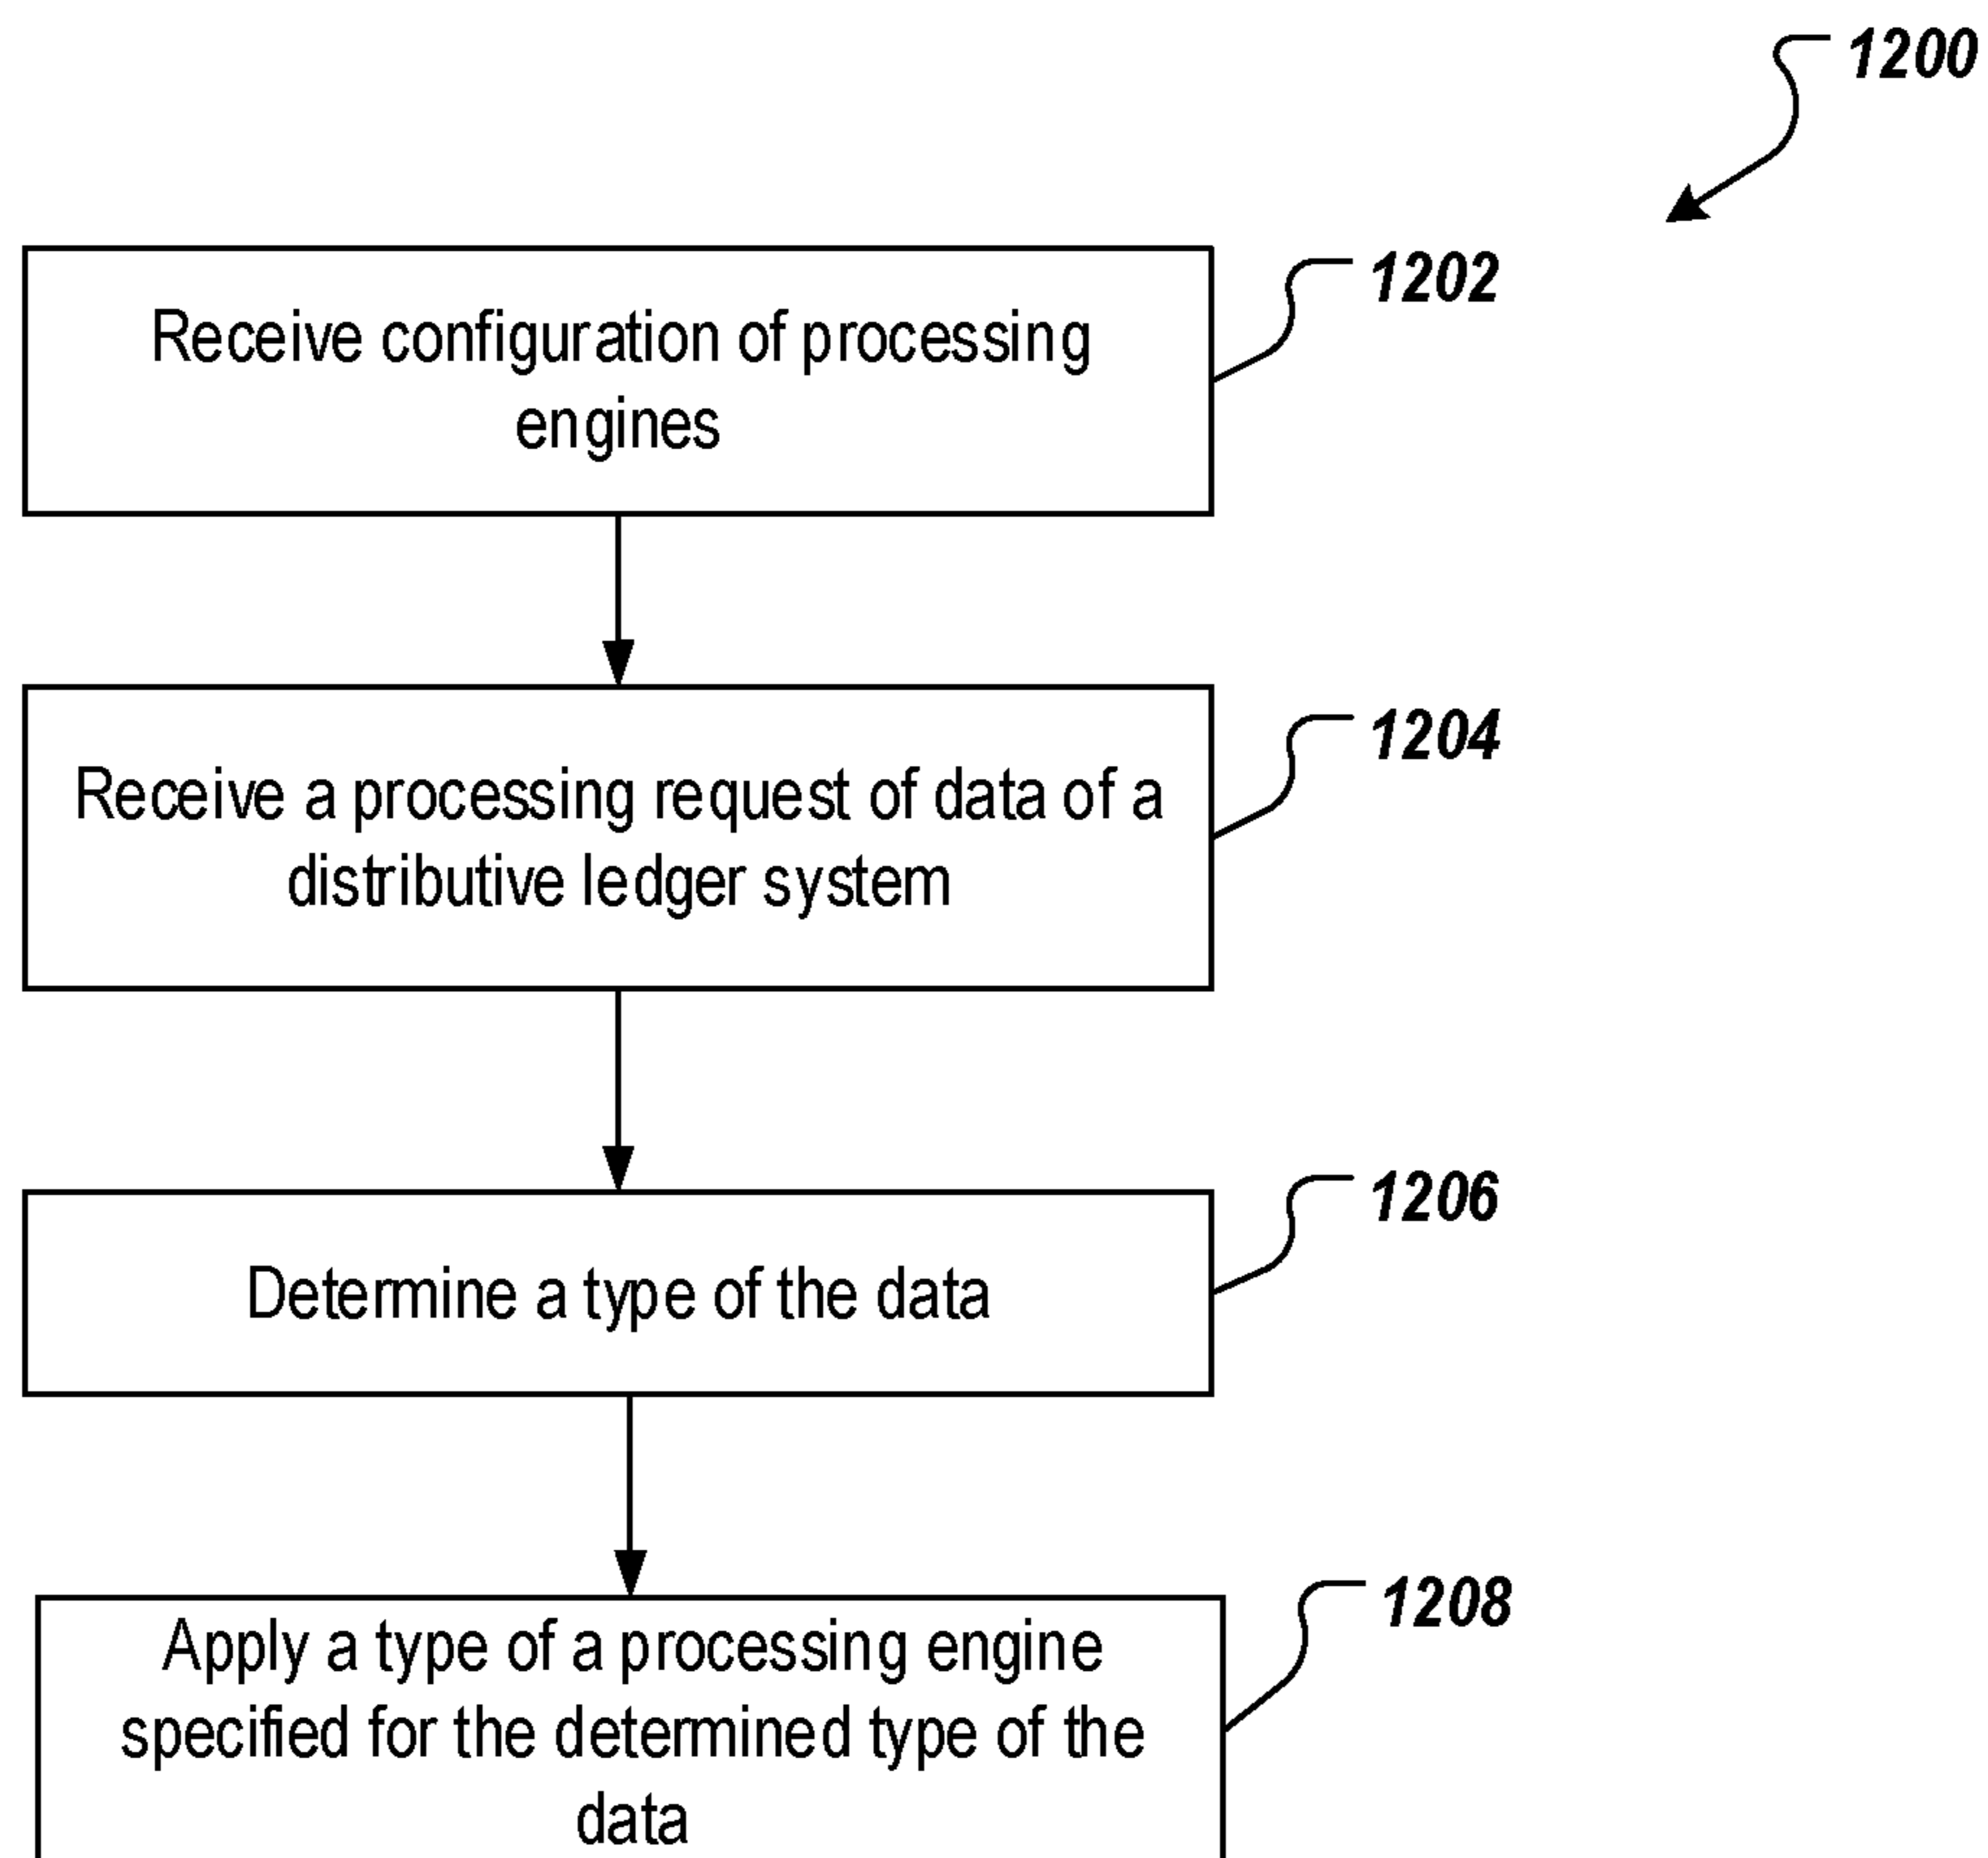 1200
Receive configuration of processing
engines
1202
Receive a processing request of data of a
distributive ledger system
1204
Determine a type of the data
1206
Apply a type of a processing engine
specified for the determined type of the
data
1208